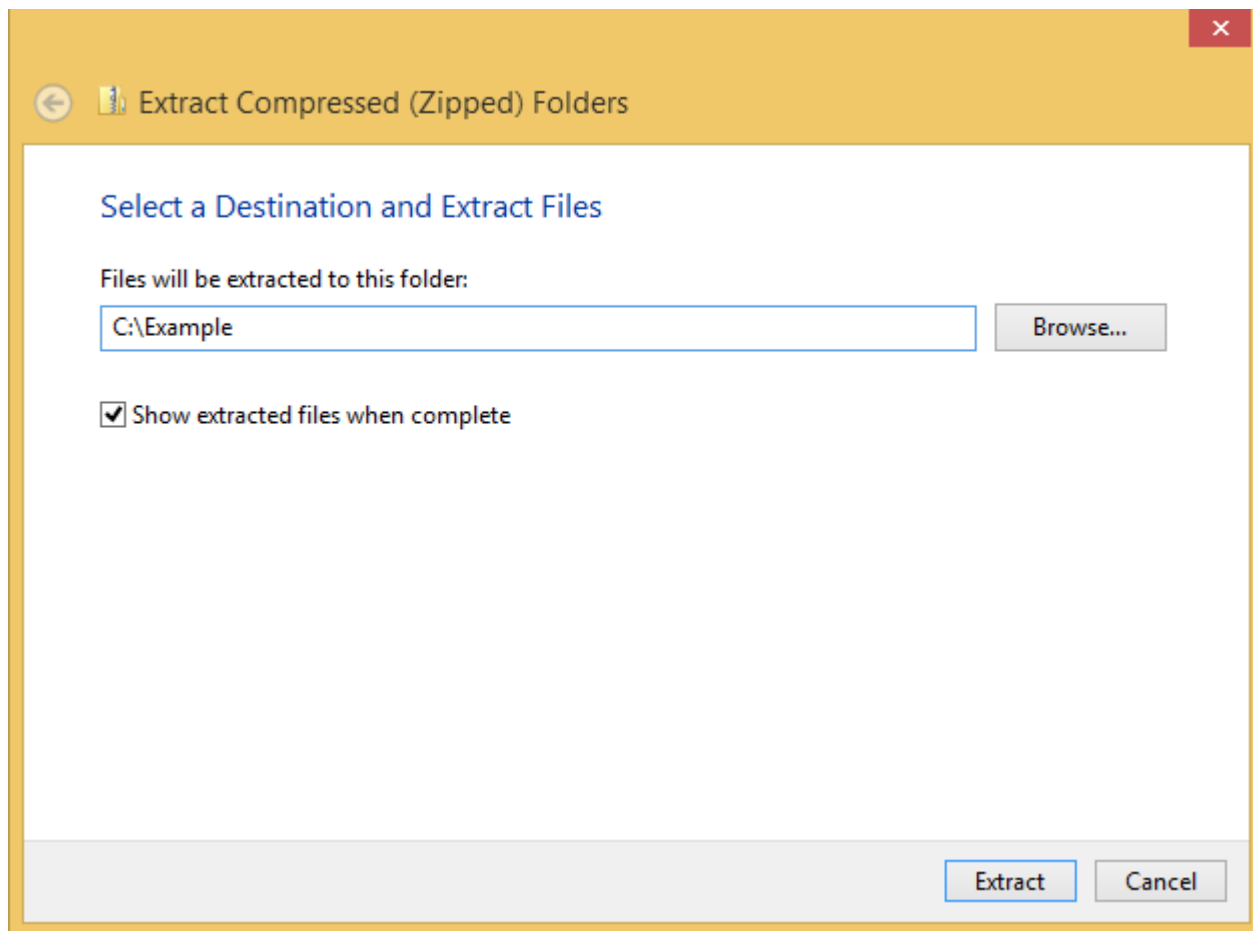 Extract Compressed (Zipped) Folders
Select a Destination and Extract Files
Files will be extracted to this folder:
C:\Example
Browse...
Show extracted files when complete
Extract
Cancel